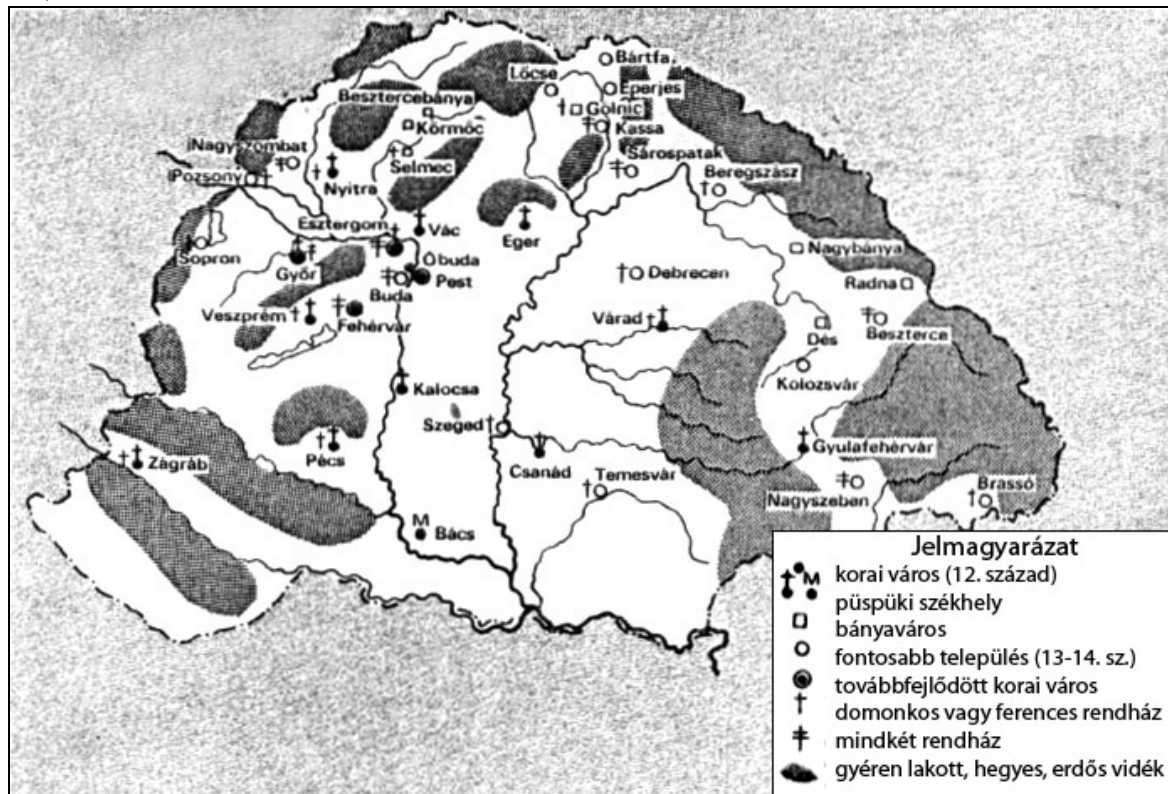 Bártfa
Lőcse
Eperjes
Besztercebánya
Gölnic
Körmöc
Kassa
Nagyszombat
Sárospatak
Selmec
Pozsony
Beregszász
Nyitra
Esztergom
Vác
Eger
Nagybánya
Sopron
Óbuda
Győr
Pest
Debrecen
Radna
Buda
Veszprém
Fehérvár
Várad
Dés
Beszterce
Kolozsvár
Kalocsa
Szeged
Gyulafehérvár
Zágráb
Pécs
Csanád
Temesvár
Nagyszeben
Brassó
M
Bács
Jelmagyarázat
M
korai város (12. század)
püspüki székhely
bányaváros
fontosabb település (13-14. sz.)
továbbfejlődött korai város
domonkos vagy ferences rendház
mindkét rendház
gyéren lakott, hegyes, erdős vidék